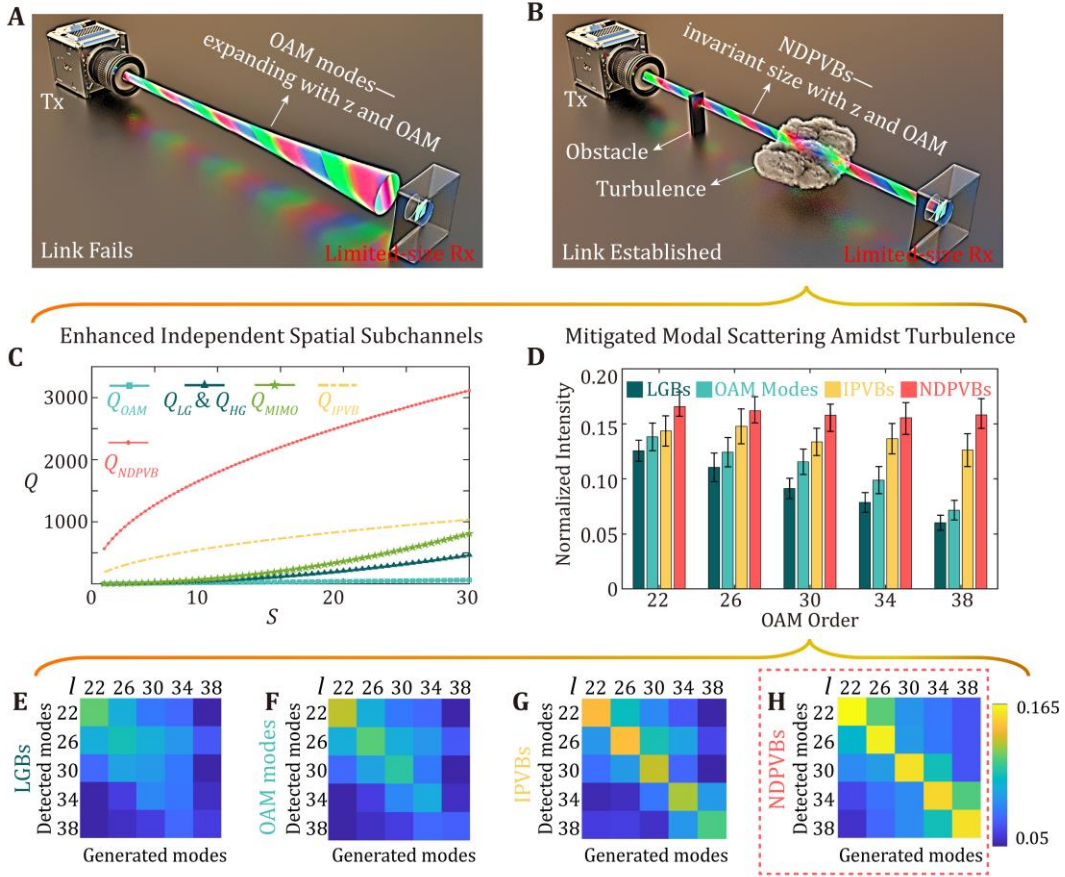 A
OAM modes—
expanding with z and OAM
Tx
Link Fails
Limited-size Rx
B
NDPVBs—
invariant size with z and OAM
Tx
Obstacle
Turbulence
Link Established
Limited-size Rx
Enhanced Independent Spatial Subchannels
C
Q_OAM Q_LG & Q_HG Q_MIMO Q_IPVB
Q_NDPVB
3000
2000
1000
Q
0 10 20 30
S
Mitigated Modal Scattering Amidst Turbulence
D
LGBs OAM Modes IPVBs NDPVBs
0.20
0.15
0.10
0.05
0
Normalized Intensity
22 26 30 34 38
OAM Order
E
l 22 26 30 34 38
22
26
30
34
38
LGBs
Detected modes
Generated modes
F
l 22 26 30 34 38
22
26
30
34
38
OAM modes
Detected modes
Generated modes
G
l 22 26 30 34 38
22
26
30
34
38
IPVBs
Detected modes
Generated modes
H
l 22 26 30 34 38
22
26
30
34
38
NDPVBs
Detected modes
Generated modes
0.165
0.05